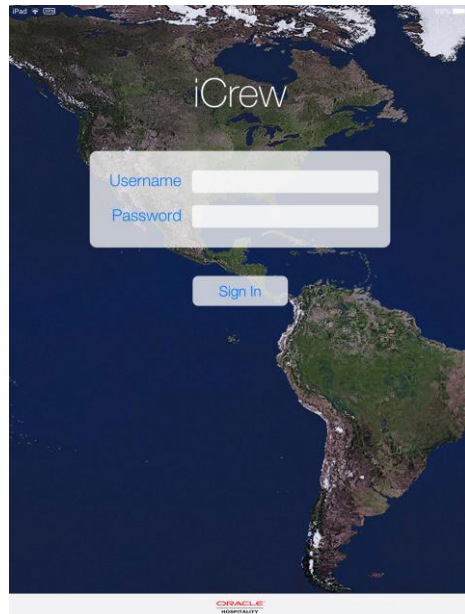 iPad
iCrew
Username
Password
Sign In
ORACLE
HOSPITALITY